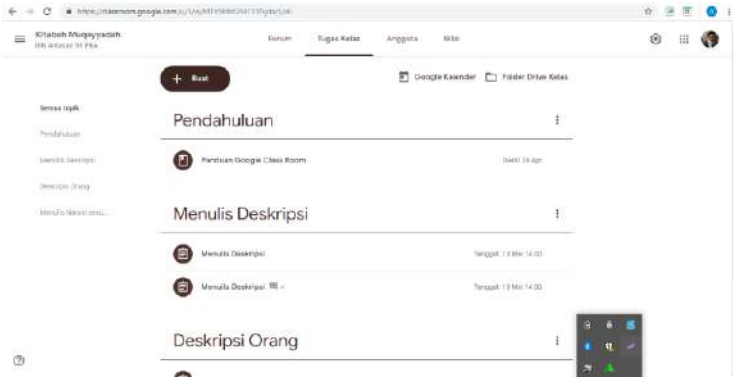 Kitabah Muqayyadah
Forum
Tugas Kelas
Anggota
Nilai
Buat
Google Kalender
Folder Drive Kelas
Semua topik
Pendahuluan
Menulis Deskripsi
Deskripsi Orang
Pendahuluan
Panduan Google Class Room
Menulis Deskripsi
Menulis Deskripsi
Menulis Deskripsi
Deskripsi Orang